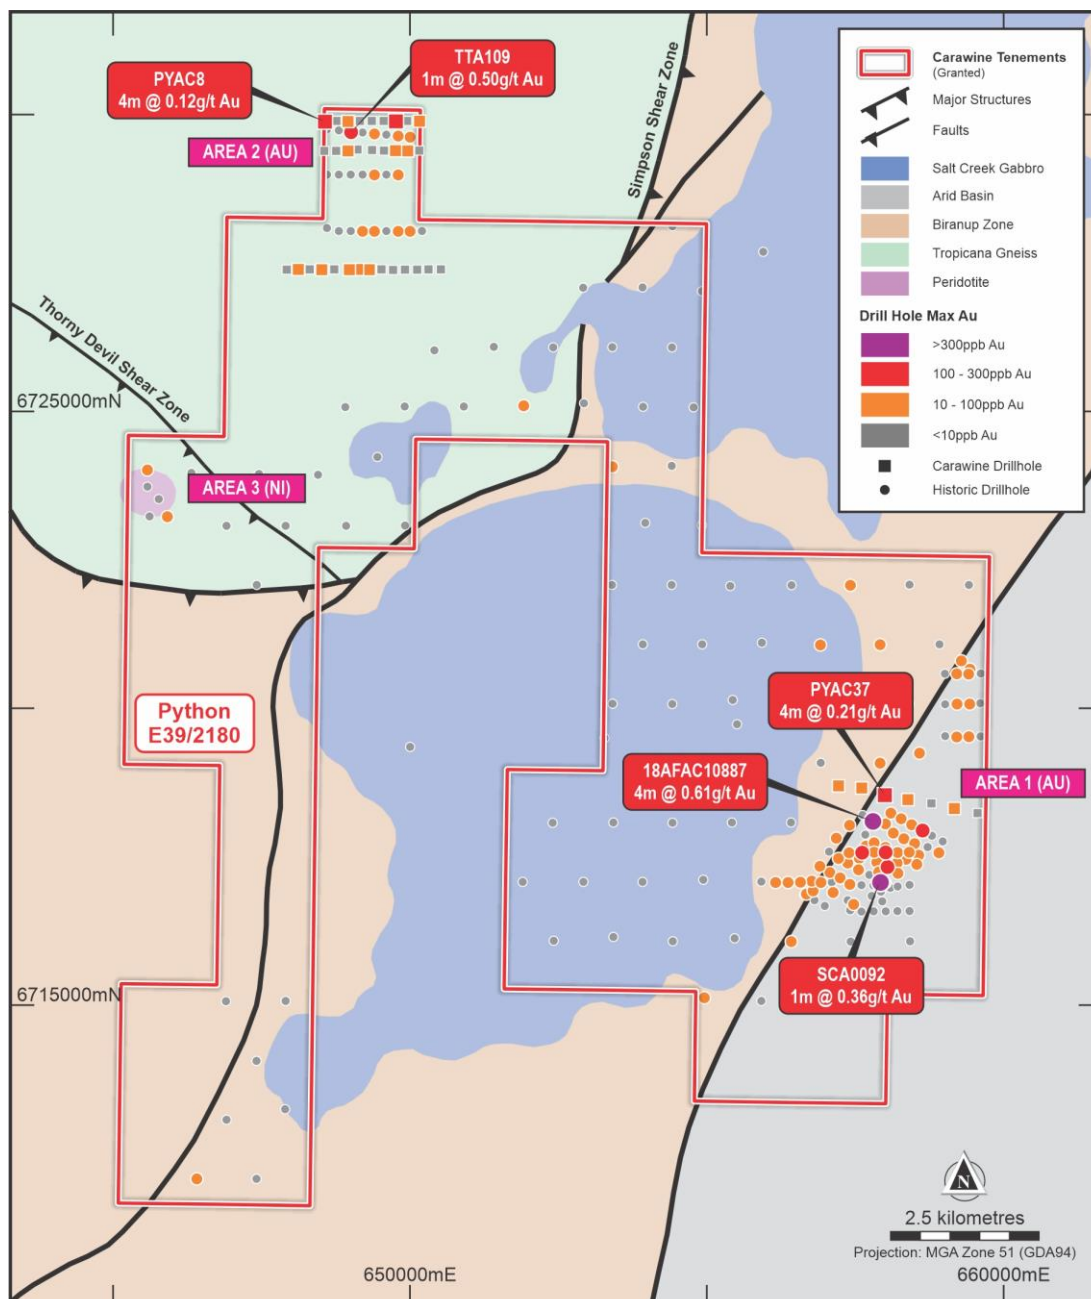 TTA109
1m @ 0.50g/t Au
PYAC8
4m @ 0.12g/t Au
AREA 2 (AU)
Simpson Shear Zone
Carawine Tenements
(Granted)
Major Structures
Faults
Salt Creek Gabbro
Arid Basin
Biranup Zone
Tropicana Gneiss
Peridotite
Drill Hole Max Au
>300ppb Au
100 - 300ppb Au
10 - 100ppb Au
<10ppb Au
Carawine Drillhole
Historic Drillhole
Thorny Devil Shear Zone
6725000mN
AREA 3 (NI)
Python
E39/2180
PYAC37
4m @ 0.21g/t Au
18AFAC10887
4m @ 0.61g/t Au
AREA 1 (AU)
SCA0092
1m @ 0.36g/t Au
6715000mN
N
2.5 kilometres
Projection: MGA Zone 51 (GDA94)
650000mE
660000mE